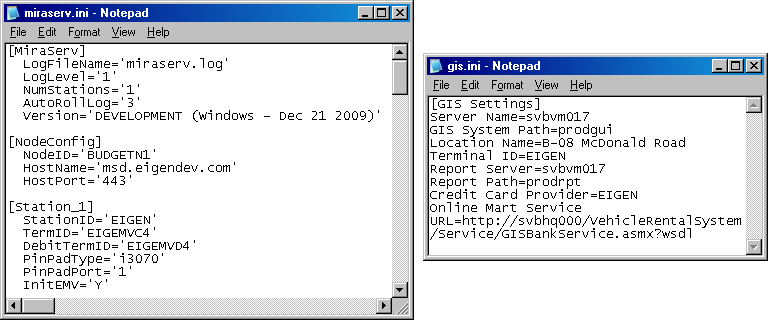 miraserv.ini - Notepad
File Edit Format View Help
[MiraServ]
LogFileName='miraserv.log'
LogLevel='1'
NumStations='1'
AutoRollLog='3'
Version='DEVELOPMENT (Windows - Dec 21 2009)'
[NodeConfig]
NodeID='BUDGETN1'
HostName='msd.eigendev.com'
HostPort='443'
[Station_1]
StationID='EIGEN'
TermID='EIGEMVC4'
DebitTermID='EIGEMVD4'
PinPadType='i3070'
PinPadPort='1'
InitEMV='Y'
gis.ini - Notepad
File Edit Format View Help
[GIS Settings]
Server Name=svbvm017
GIS System Path=prodgui
Location Name=B-08 McDonald Road
Terminal ID=EIGEN
Report Server=svbvm017
Report Path=prodrpt
Credit Card Provider=EIGEN
Online Mart Service
URL=http://svbhq000/VehicleRentalSystem
/Service/GISBankService.asmx?wsdl